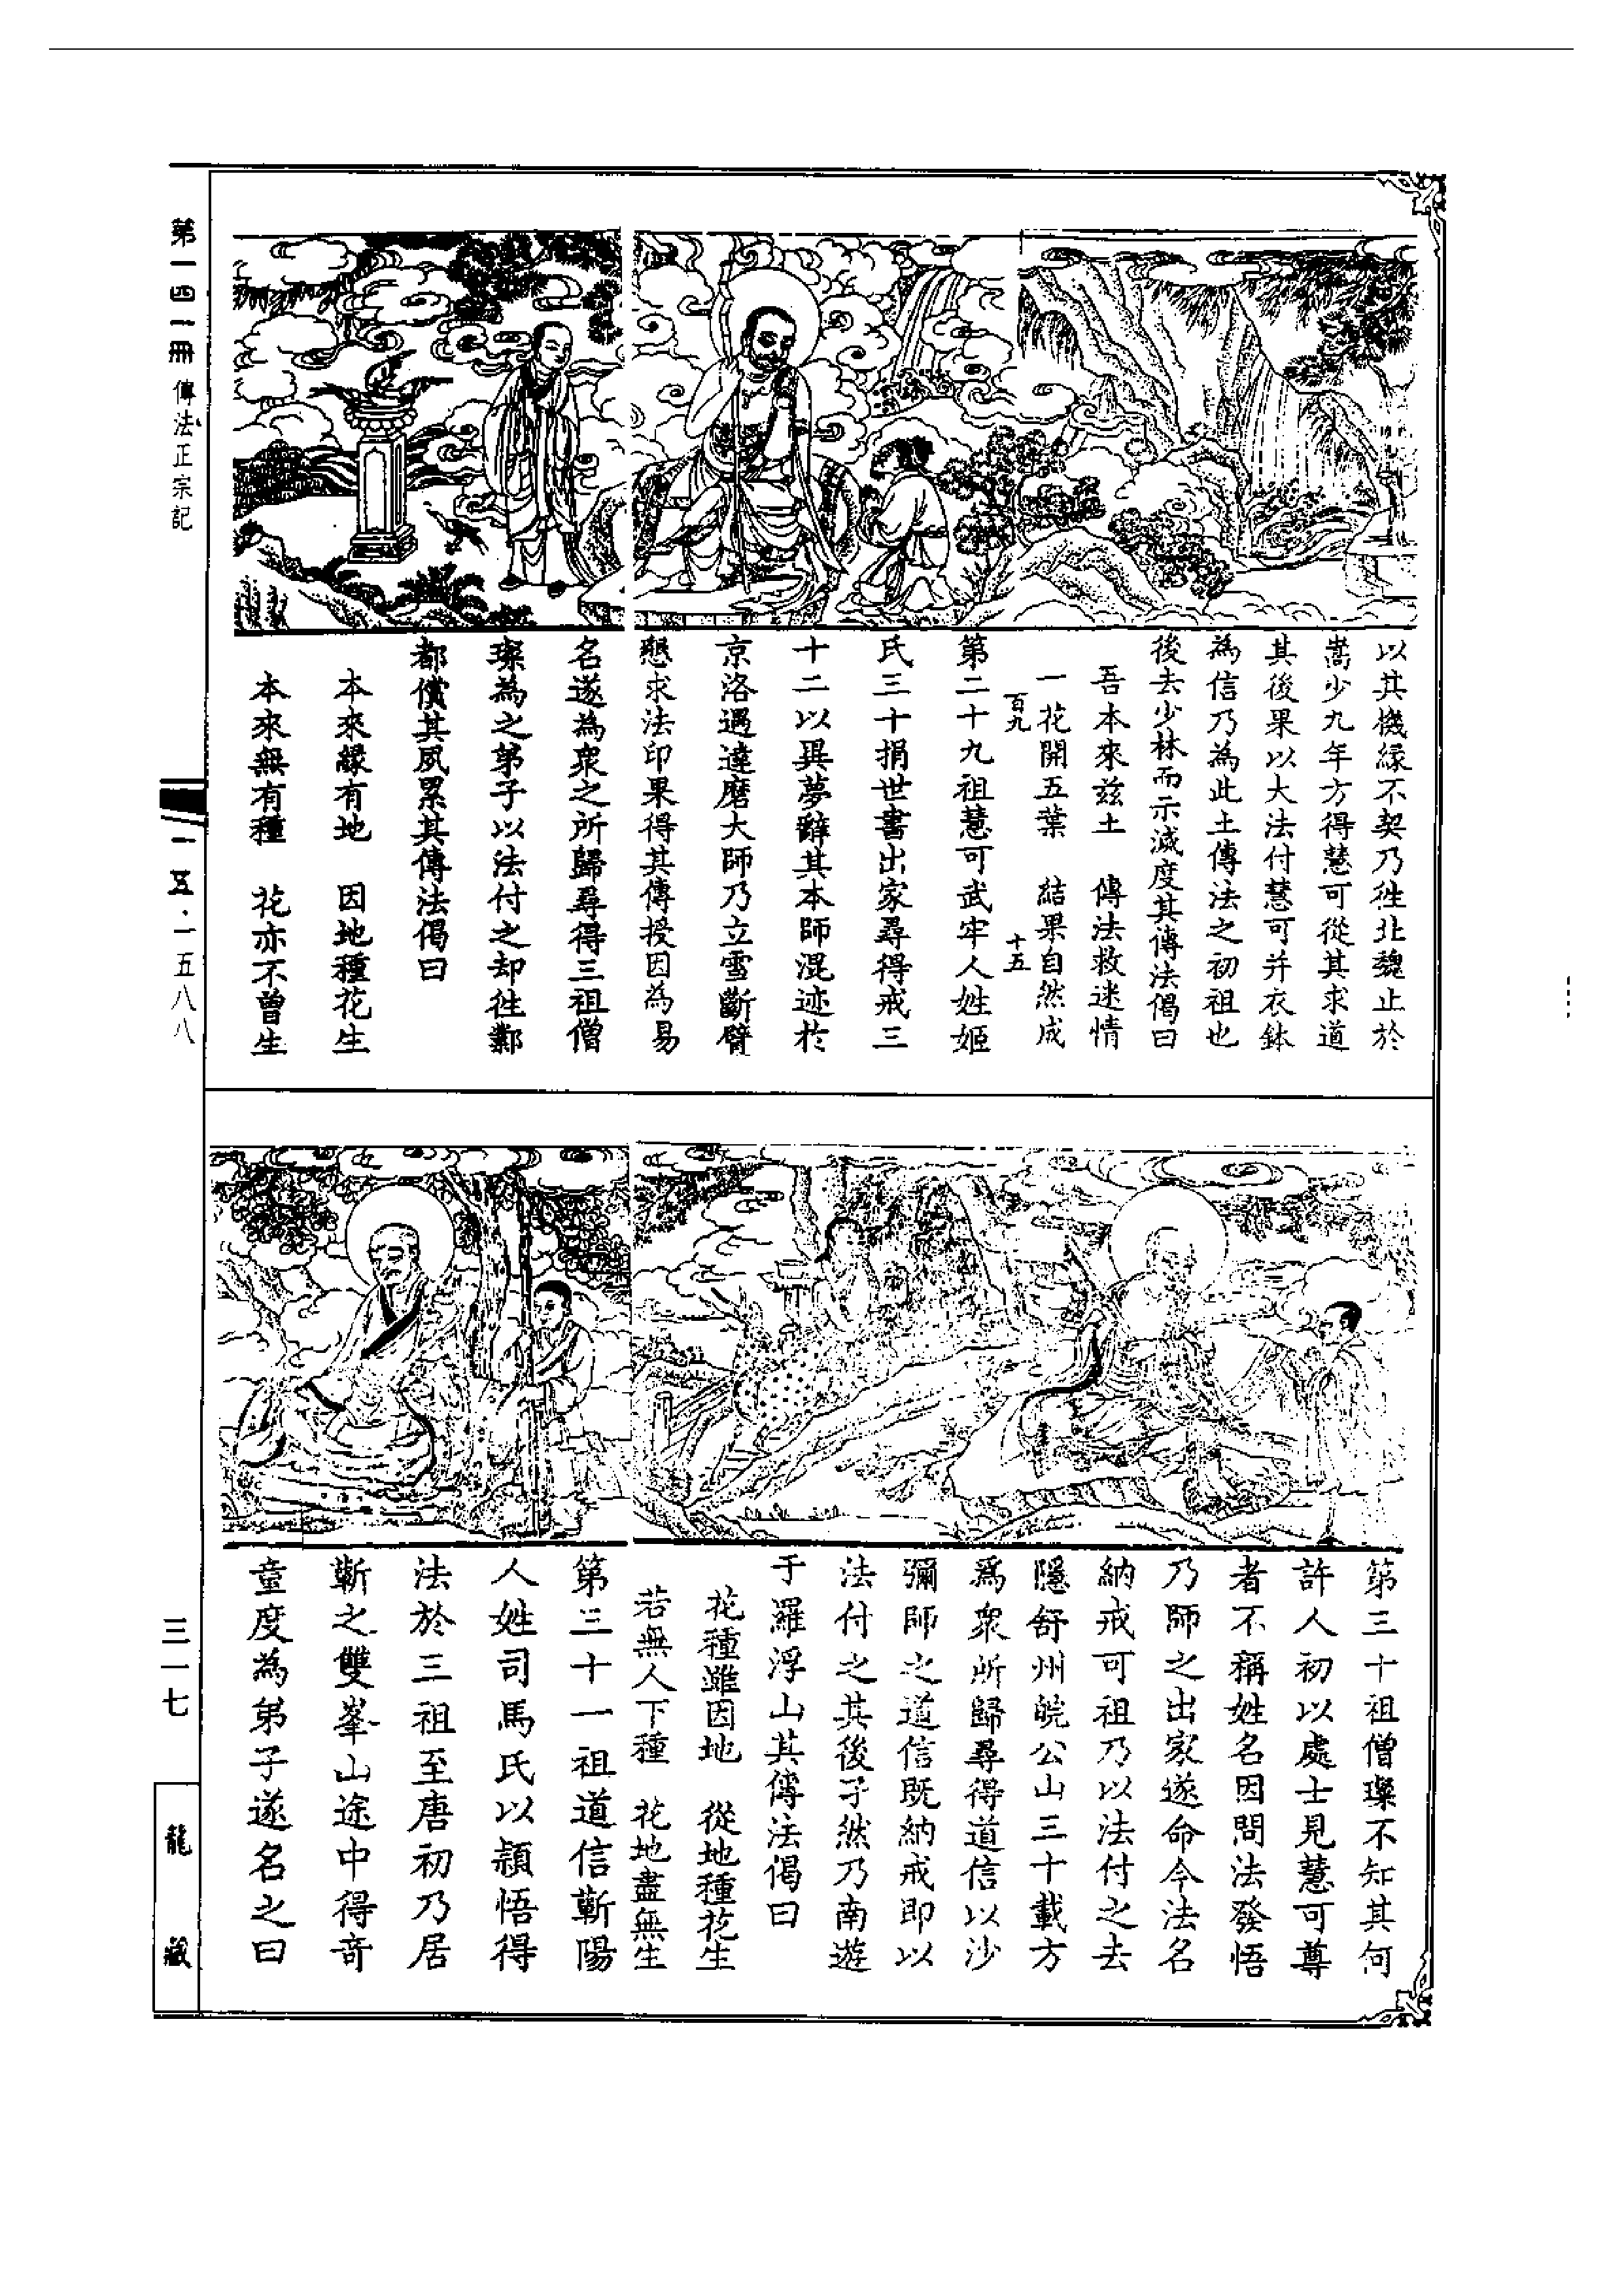 以其機緣不契乃徃北魏止於
嵩少九年方得慧可從其求道
其後果以大法付慧可并衣鉢
為信乃為此土傳法之初祖也
後去少林而示滅度其傳法偈曰
吾本來兹土　傳法救迷情
一花開五葉　結果自然成
百九　十五
第二十九祖慧可武牢人姓姬
氏三十捐世書出家尋得戒三
十二以異夢辭其本師混迹於
京洛遇達磨大師乃立雪斷臂
懇求法印果得其傳授因為易
名遂為衆之所歸尋得三祖僧
璨為之弟子以法付之却徃鄴
都償其夙累其傳法偈曰
本來緣有地　因地種花生
本來無有種　花亦不曾生
第三十祖僧璨不知其何
許人初以處士見慧可尊
者不稱姓名因問法發悟
乃師之出家遂命今法名
納戒可祖乃以法付之去
隱舒州皖公山三十載方
爲衆所歸尋得道信以沙
彌師之道信既納戒即以
法付之其後孑然乃南遊
于羅浮山其傳法偈曰
花種雖因地　從地種花生
若無人下種　花地盡無生
第三十一祖道信蘄陽
人姓司馬氏以頴悟得
法於三祖至唐初乃居
蘄之雙峯山途中得竒
童度為弟子遂名之曰
第一四一冊　傳法正宗記
一五·一五八八
三一七
龍藏